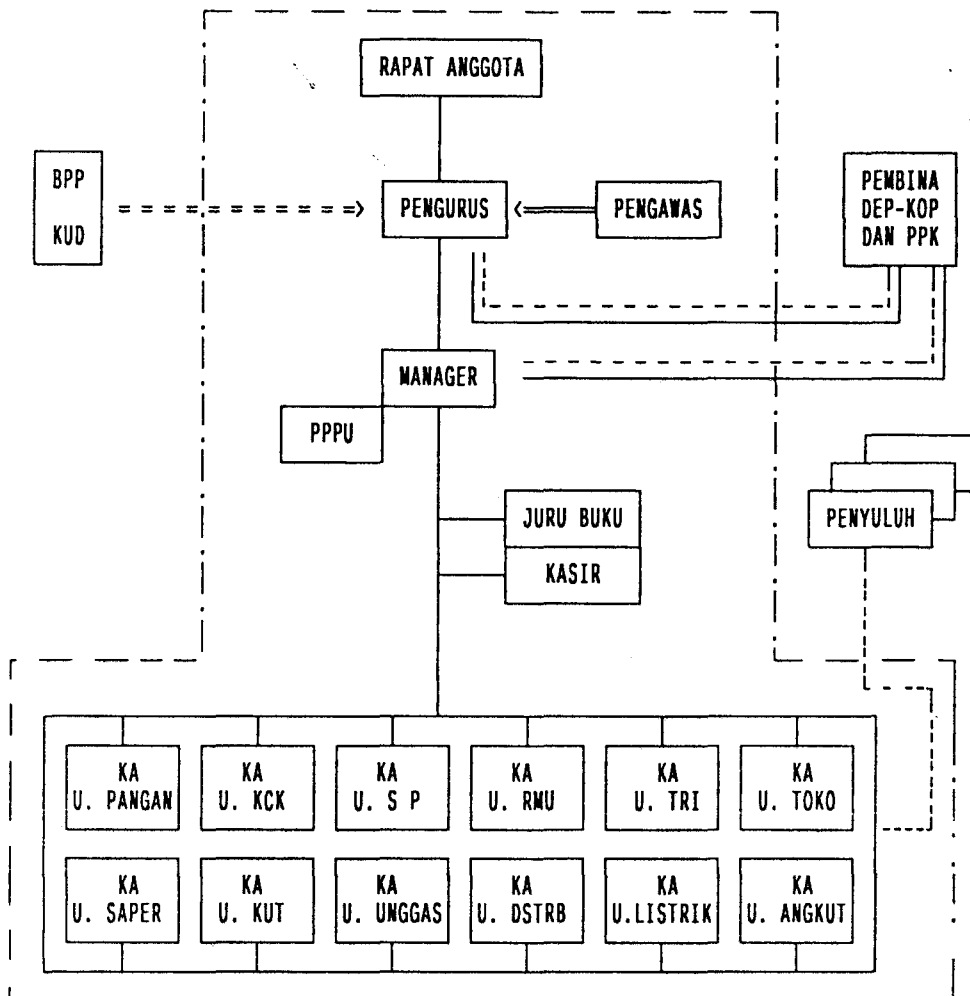 RAPAT ANGGOTA
BPP
KUD
PENGURUS
PENGAWAS
PEMBINA
DEP-KOP
DAN PPK
MANAGER
PPPU
JURU BUKU
KASIR
PENYULUH
KA
U. PANGAN
KA
U. KCK
KA
U. S P
KA
U. RMU
KA
U. TRI
KA
U. TOKO
KA
U. SAPER
KA
U. KUT
KA
U. UNGGAS
KA
U. DSTRB
KA
U.LISTRIK
KA
U. ANGKUT